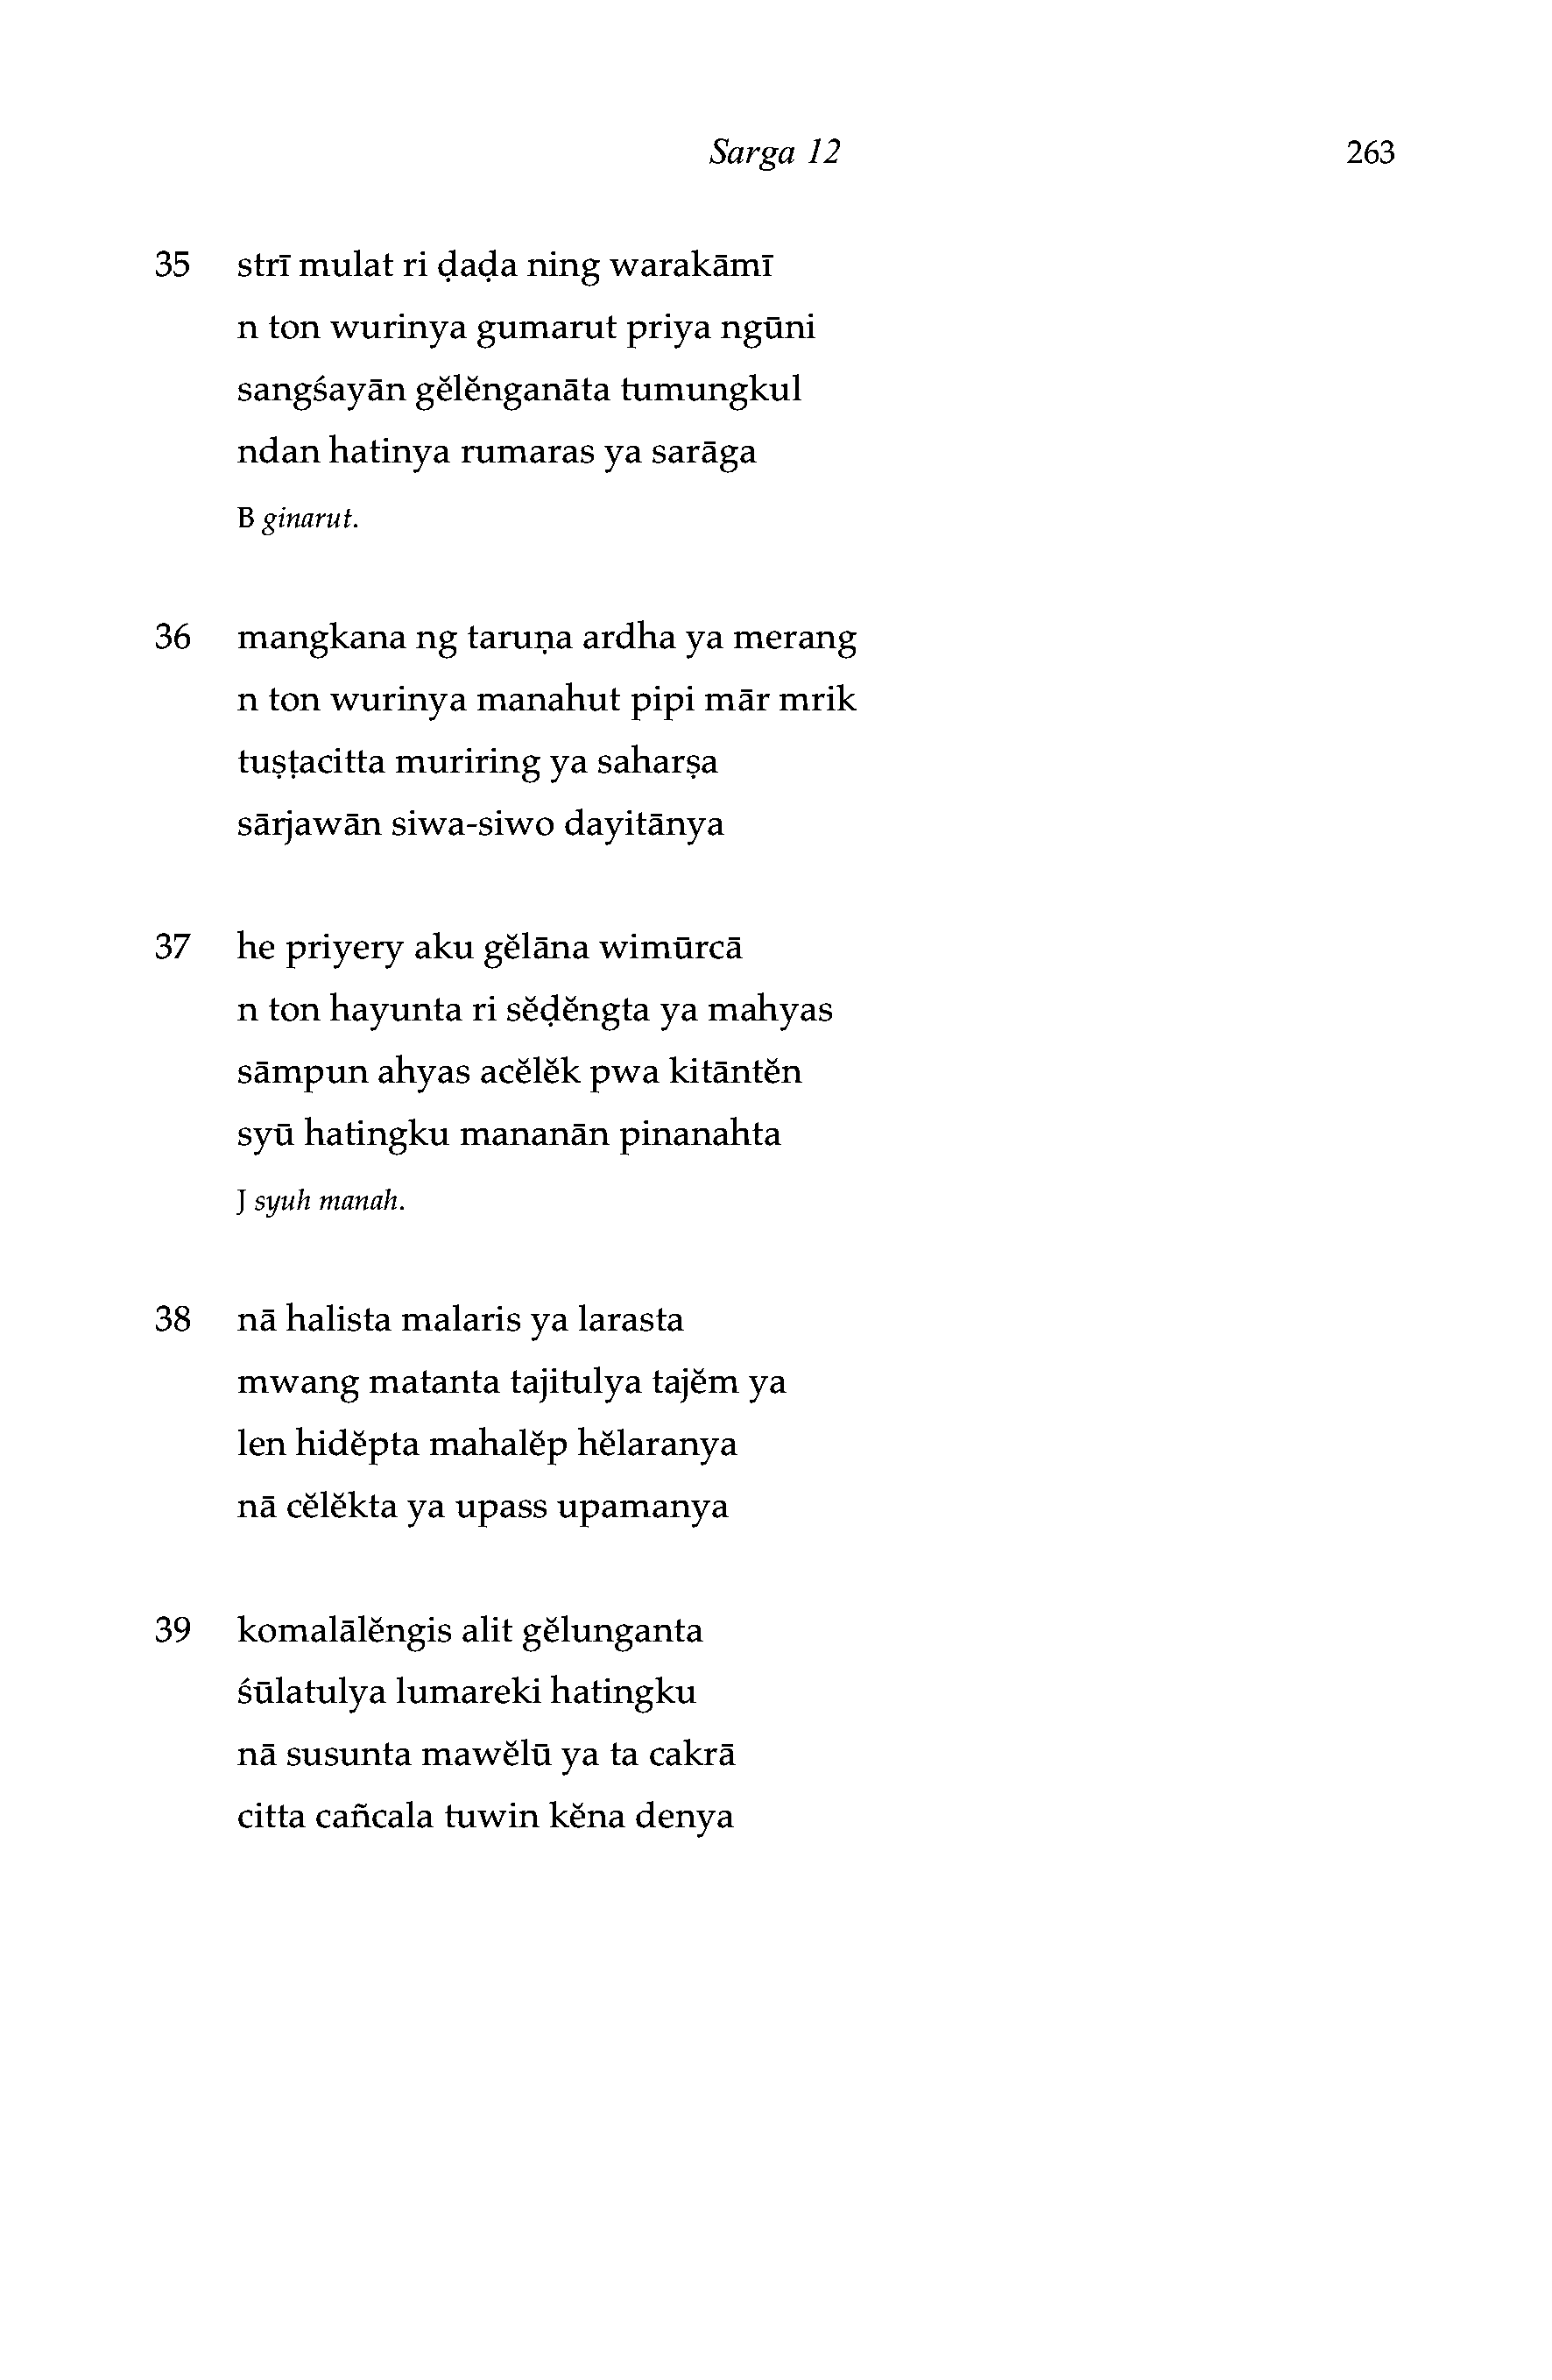 Sarga 12 263
35 strī mulat ri ḍaḍa ning warakāmī
n ton wurinya gumarut priya ngūni
sangśayān gĕlĕnganāta tumungkul
ndan hatinya rumaras ya sarāga
B ginarut.
36 mangkana ng taruṇa ardha ya merang
n ton wurinya manahut pipi mār mrik
tuṣṭacitta muriring ya saharṣa
sārjawān siwa-siwo dayitānya
37 he priyery aku gĕlāna wimūrcā
n ton hayunta ri sĕḍĕngta ya mahyas
sāmpun ahyas acĕlĕk pwa kitāntĕn
syū hatingku mananān pinanahta
J syuh manah.
38 nā halista malaris ya larasta
mwang matanta tajitulya tajĕm ya
len hidĕpta mahalĕp hĕlaranya
nā cĕlĕkta ya upass upamanya
39 komalālĕngis alit gĕlunganta
śūlatulya lumareki hatingku
nā susunta mawĕlū ya ta cakrā
citta cañcala tuwin kĕna denya